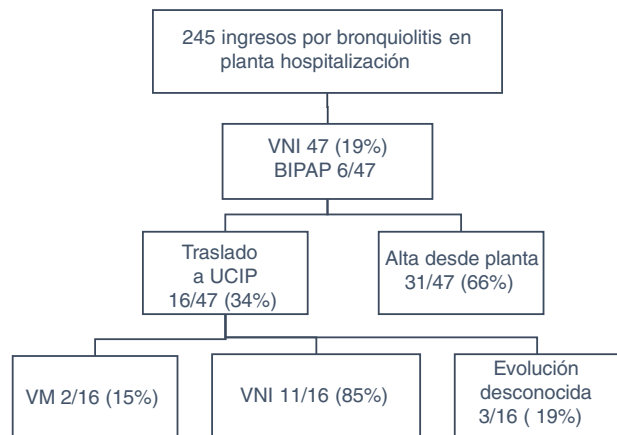 245 ingresos por bronquiolitis en
planta hospitalización
VNI 47 (19%)
BIPAP 6/47
Traslado
a UCIP
16/47 (34%)
Alta desde planta
31/47 (66%)
VM 2/16 (15%)
VNI 11/16 (85%)
Evolución
desconocida
3/16 ( 19%)